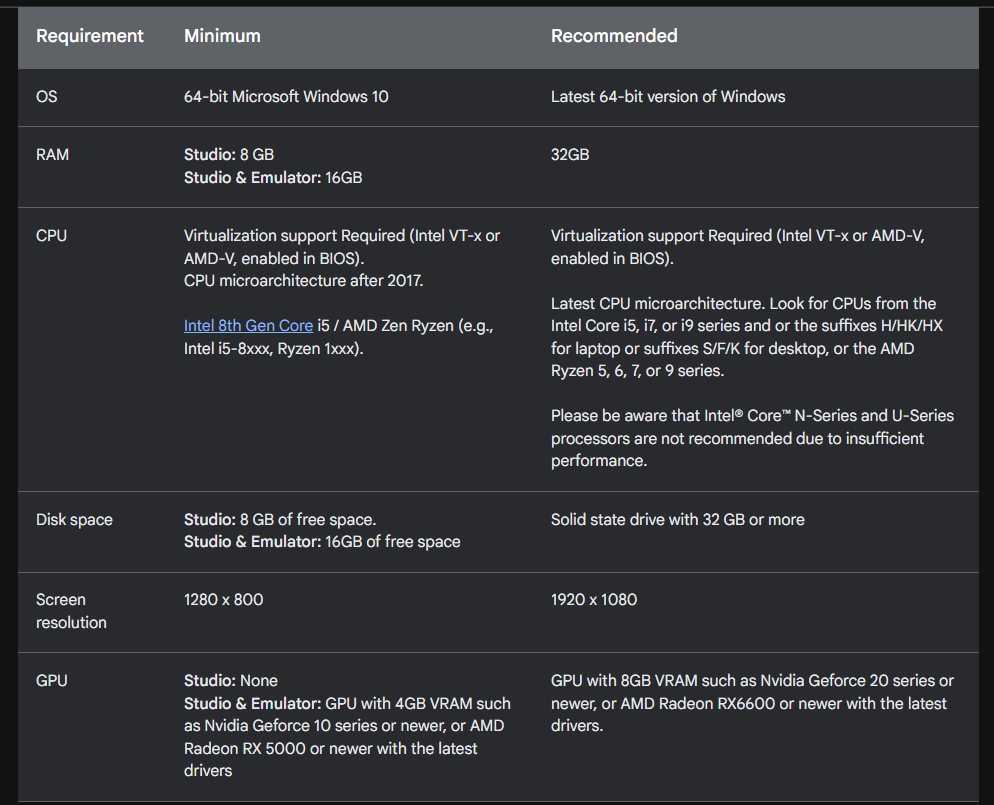 Requirement Minimum Recommended
OS 64-bit Microsoft Windows 10 Latest 64-bit version of Windows
RAM Studio: 8 GB 32GB
Studio & Emulator: 16GB
CPU Virtualization support Required (Intel VT-x or Virtualization support Required (Intel VT-x or AMD-V,
AMD-V, enabled in BIOS). enabled in BIOS).
CPU microarchitecture after 2017.
Latest CPU microarchitecture. Look for CPUs from the
Intel 8th Gen Core i5 / AMD Zen Ryzen (e.g., Intel Core i5, i7, or i9 series and or the suffixes H/HK/HX
Intel i5-8xxx, Ryzen 1xxx). for laptop or suffixes S/F/K for desktop, or the AMD
Ryzen 5, 6, 7, or 9 series.
Please be aware that Intel® Core™ N-Series and U-Series
processors are not recommended due to insufficient
performance.
Disk space Studio: 8 GB of free space. Solid state drive with 32 GB or more
Studio & Emulator: 16GB of free space
Screen 1280 x 800 1920 x 1080
resolution
GPU Studio: None GPU with 8GB VRAM such as Nvidia Geforce 20 series or
Studio & Emulator: GPU with 4GB VRAM such newer, or AMD Radeon RX6600 or newer with the latest
as Nvidia Geforce 10 series or newer, or AMD drivers.
Radeon RX 5000 or newer with the latest
drivers